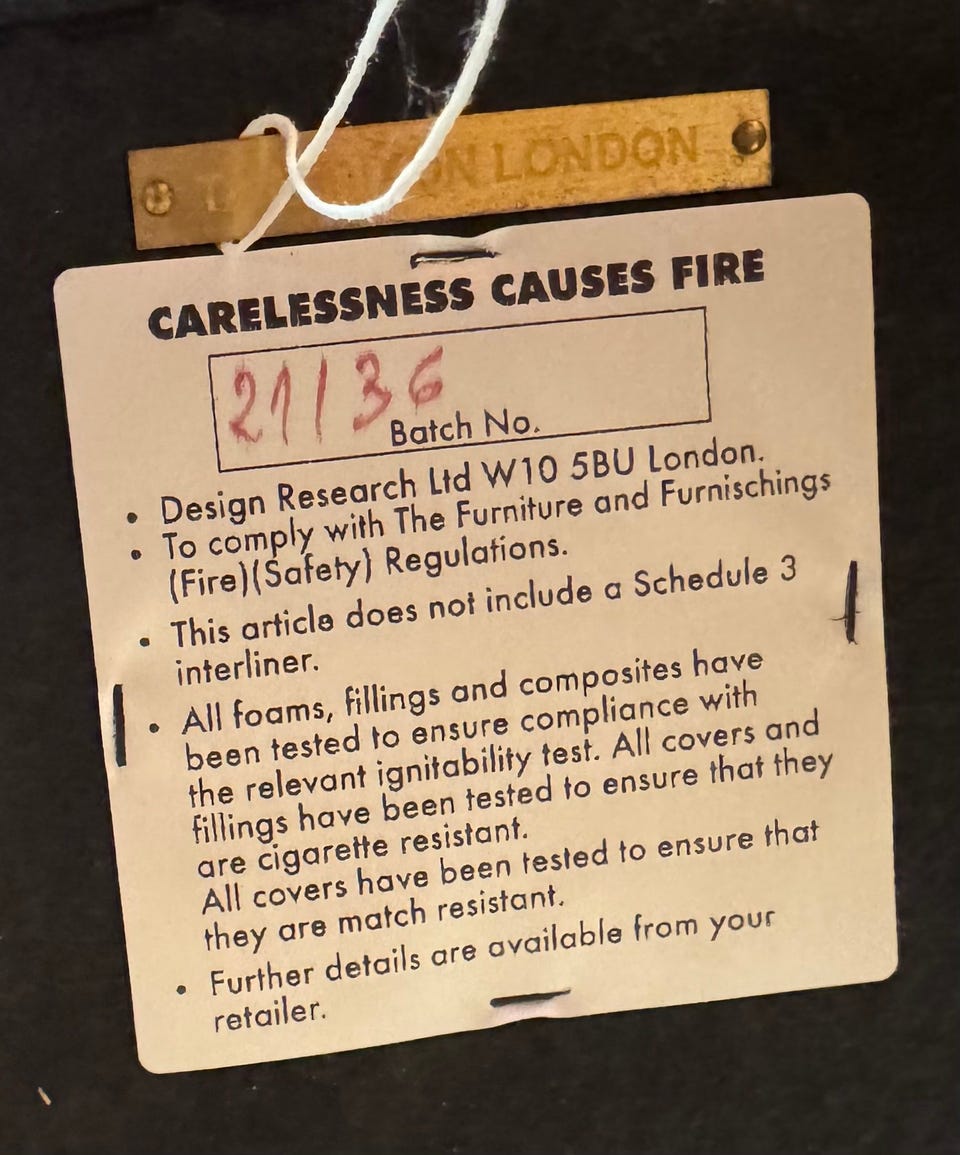 LONDON
CARELESSNESS CAUSES FIRE
21136
Batch No.
• Design Research Ltd W10 5BU London.
• To comply with The Furniture and Furnischings
(Fire)(Safety) Regulations.
• This article does not include a Schedule 3
interliner.
• All foams, fillings and composites have
been tested to ensure compliance with
the relevant ignitability test. All covers and
fillings have been tested to ensure that they
are cigarette resistant.
All covers have been tested to ensure that
they are match resistant.
• Further details are available from your
retailer.